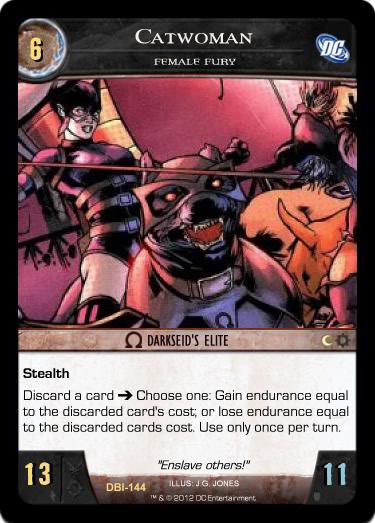 6
CATWOMAN
DC
FEMALE FURY
Ω DARKSEID'S ELITE
Stealth
Discard a card ➔ Choose one: Gain endurance equal
to the discarded card's cost; or lose endurance equal
to the discarded cards cost. Use only once per turn.
"Enslave others!"
13
DBI-144
ILLUS: J.G. JONES
11
™ & © 2012 DC Entertainment